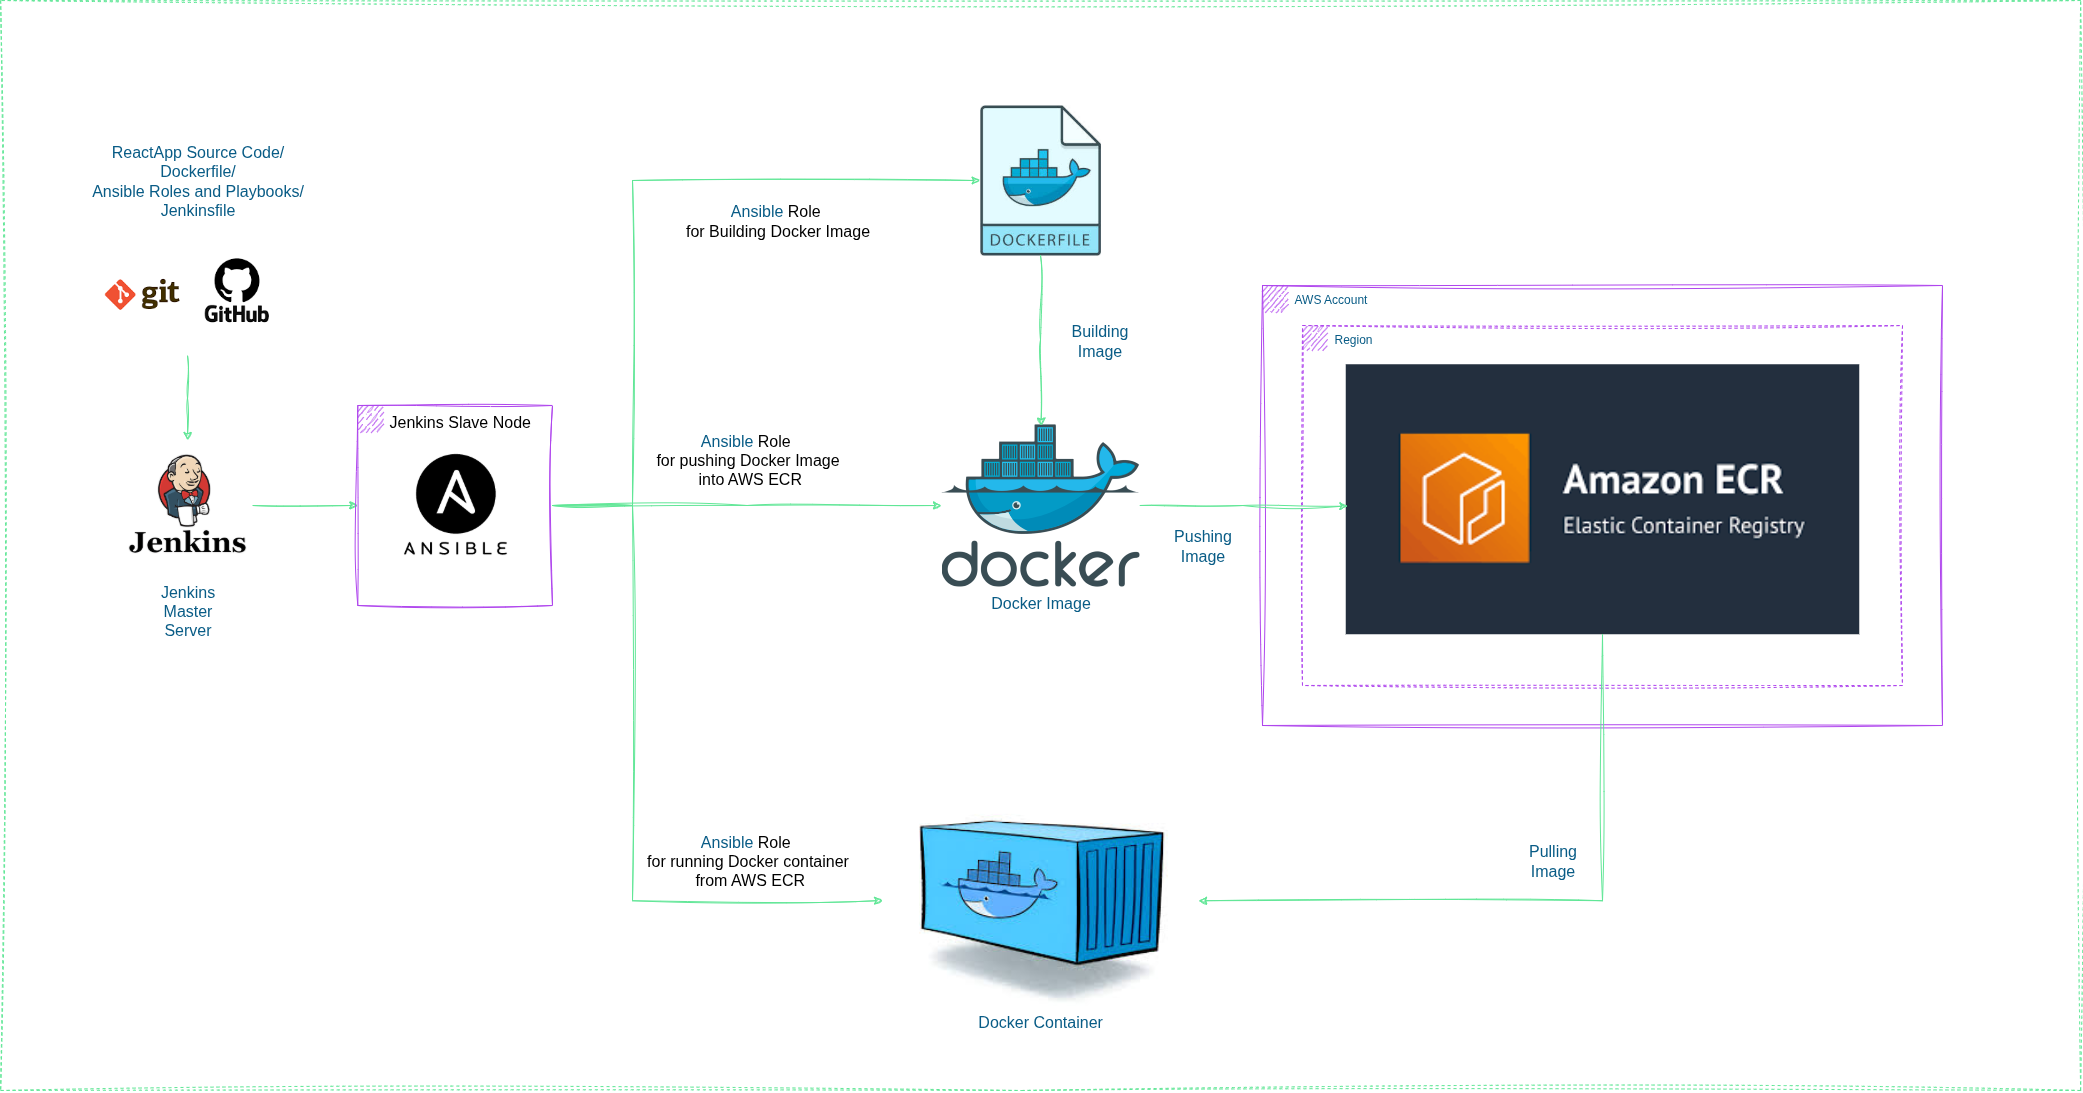 ReactApp Source Code/
Dockerfile/
Ansible Roles and Playbooks/
Jenkinsfile
git
GitHub
Jenkins
Jenkins
Master
Server
Jenkins Slave Node
ANSIBLE
Ansible Role
for Building Docker Image
DOCKERFILE
Building
Image
Ansible Role
for pushing Docker Image
into AWS ECR
docker
Docker Image
Pushing
Image
AWS Account
Region
Amazon ECR
Elastic Container Registry
Ansible Role
for running Docker container
from AWS ECR
Docker Container
Pulling
Image